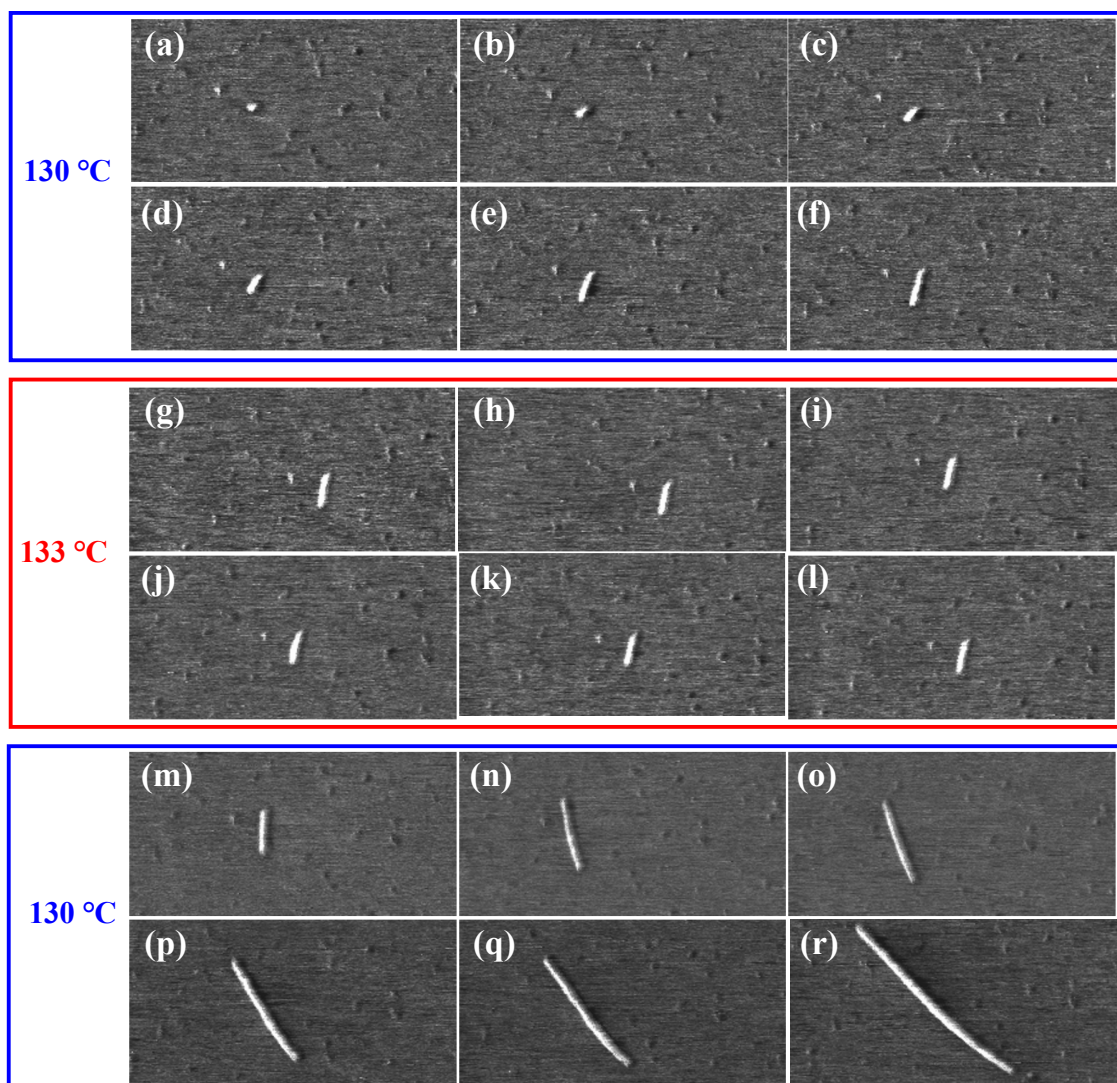 (a) (b) (c)
130 °C
(d) (e) (f)
(g) (h) (i)
133 °C
(j) (k) (l)
(m) (n) (o)
130 °C
(p) (q) (r)